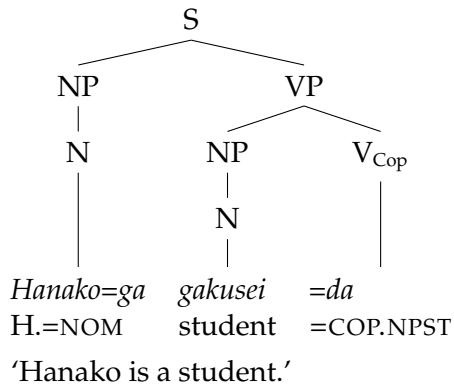 S
NP VP
N NP V_Cop
N
Hanako=ga gakusei =da
H.=NOM student =COP.NPST
‘Hanako is a student.’